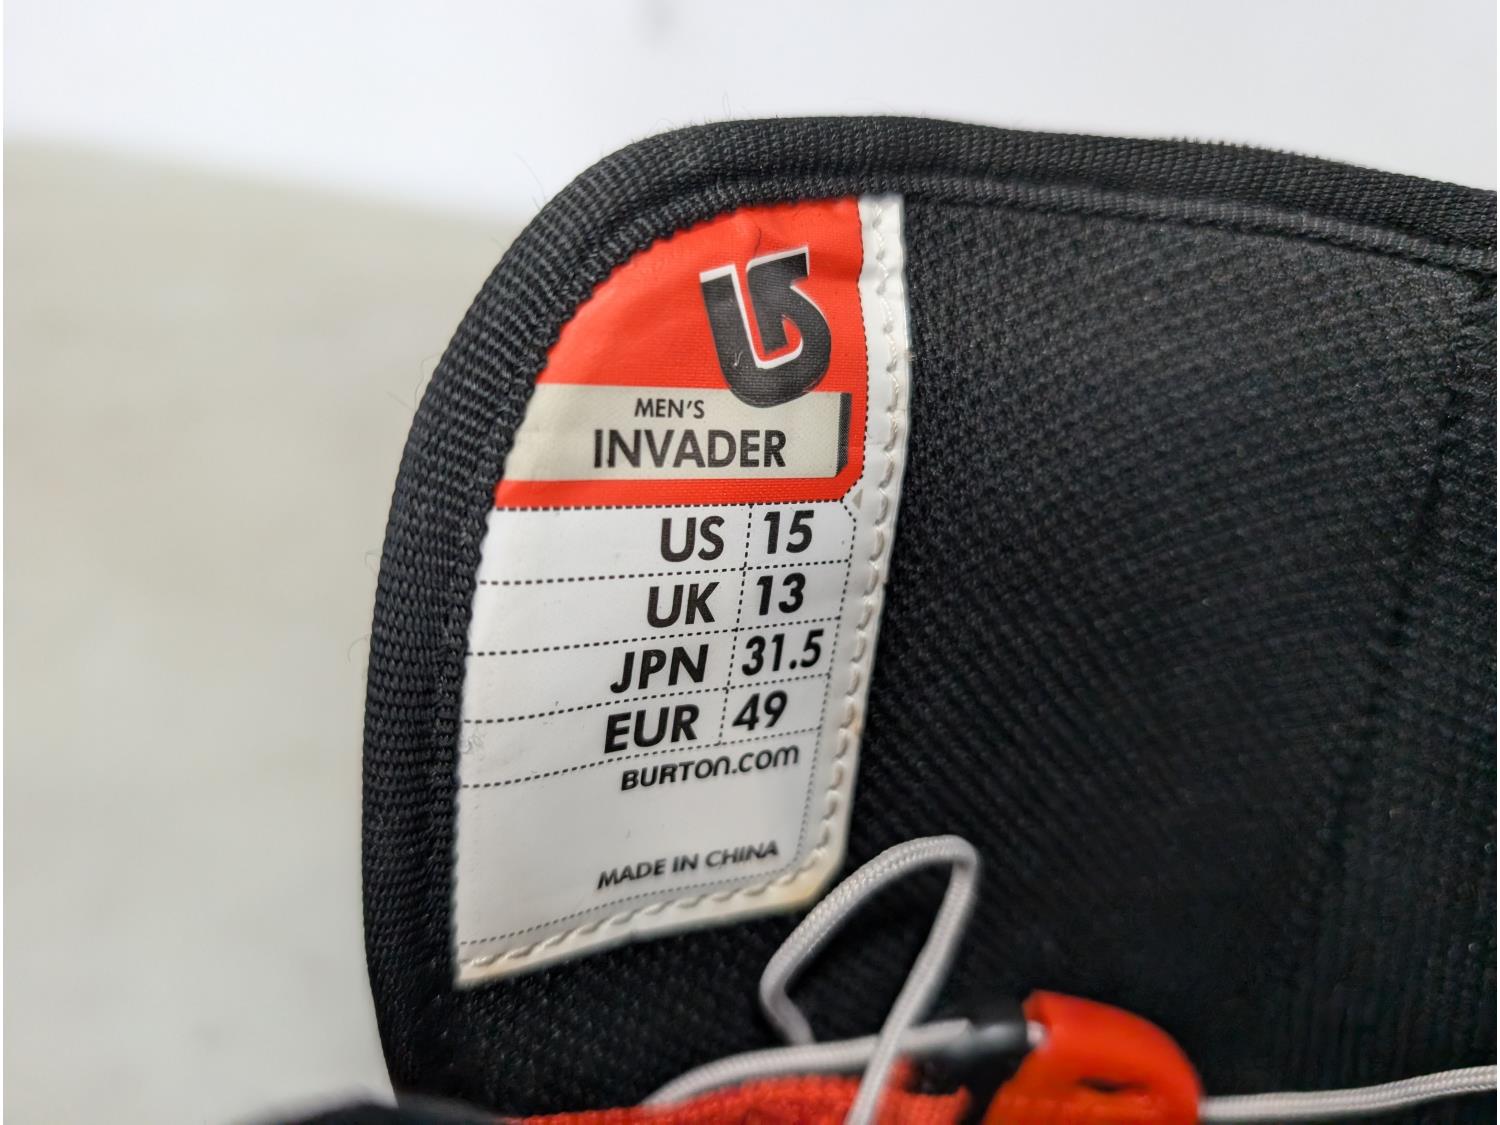 MEN'S
INVADER
US 15
UK 13
JPN 31.5
EUR 49
BURTON.COM
MADE IN CHINA